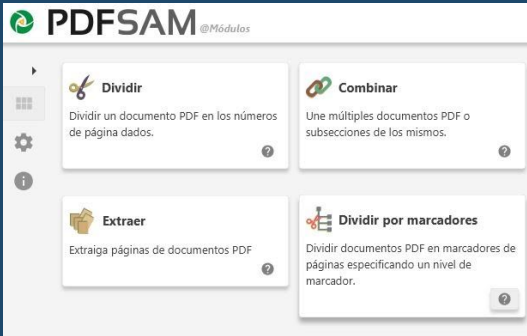 PDFSAM @Módulos
Dividir
Dividir un documento PDF en los números
de página dados.
Combinar
Une múltiples documentos PDF o
subsecciones de los mismos.
Extraer
Extraiga páginas de documentos PDF
Dividir por marcadores
Dividir documentos PDF en marcadores de
páginas especificando un nivel de
marcador.